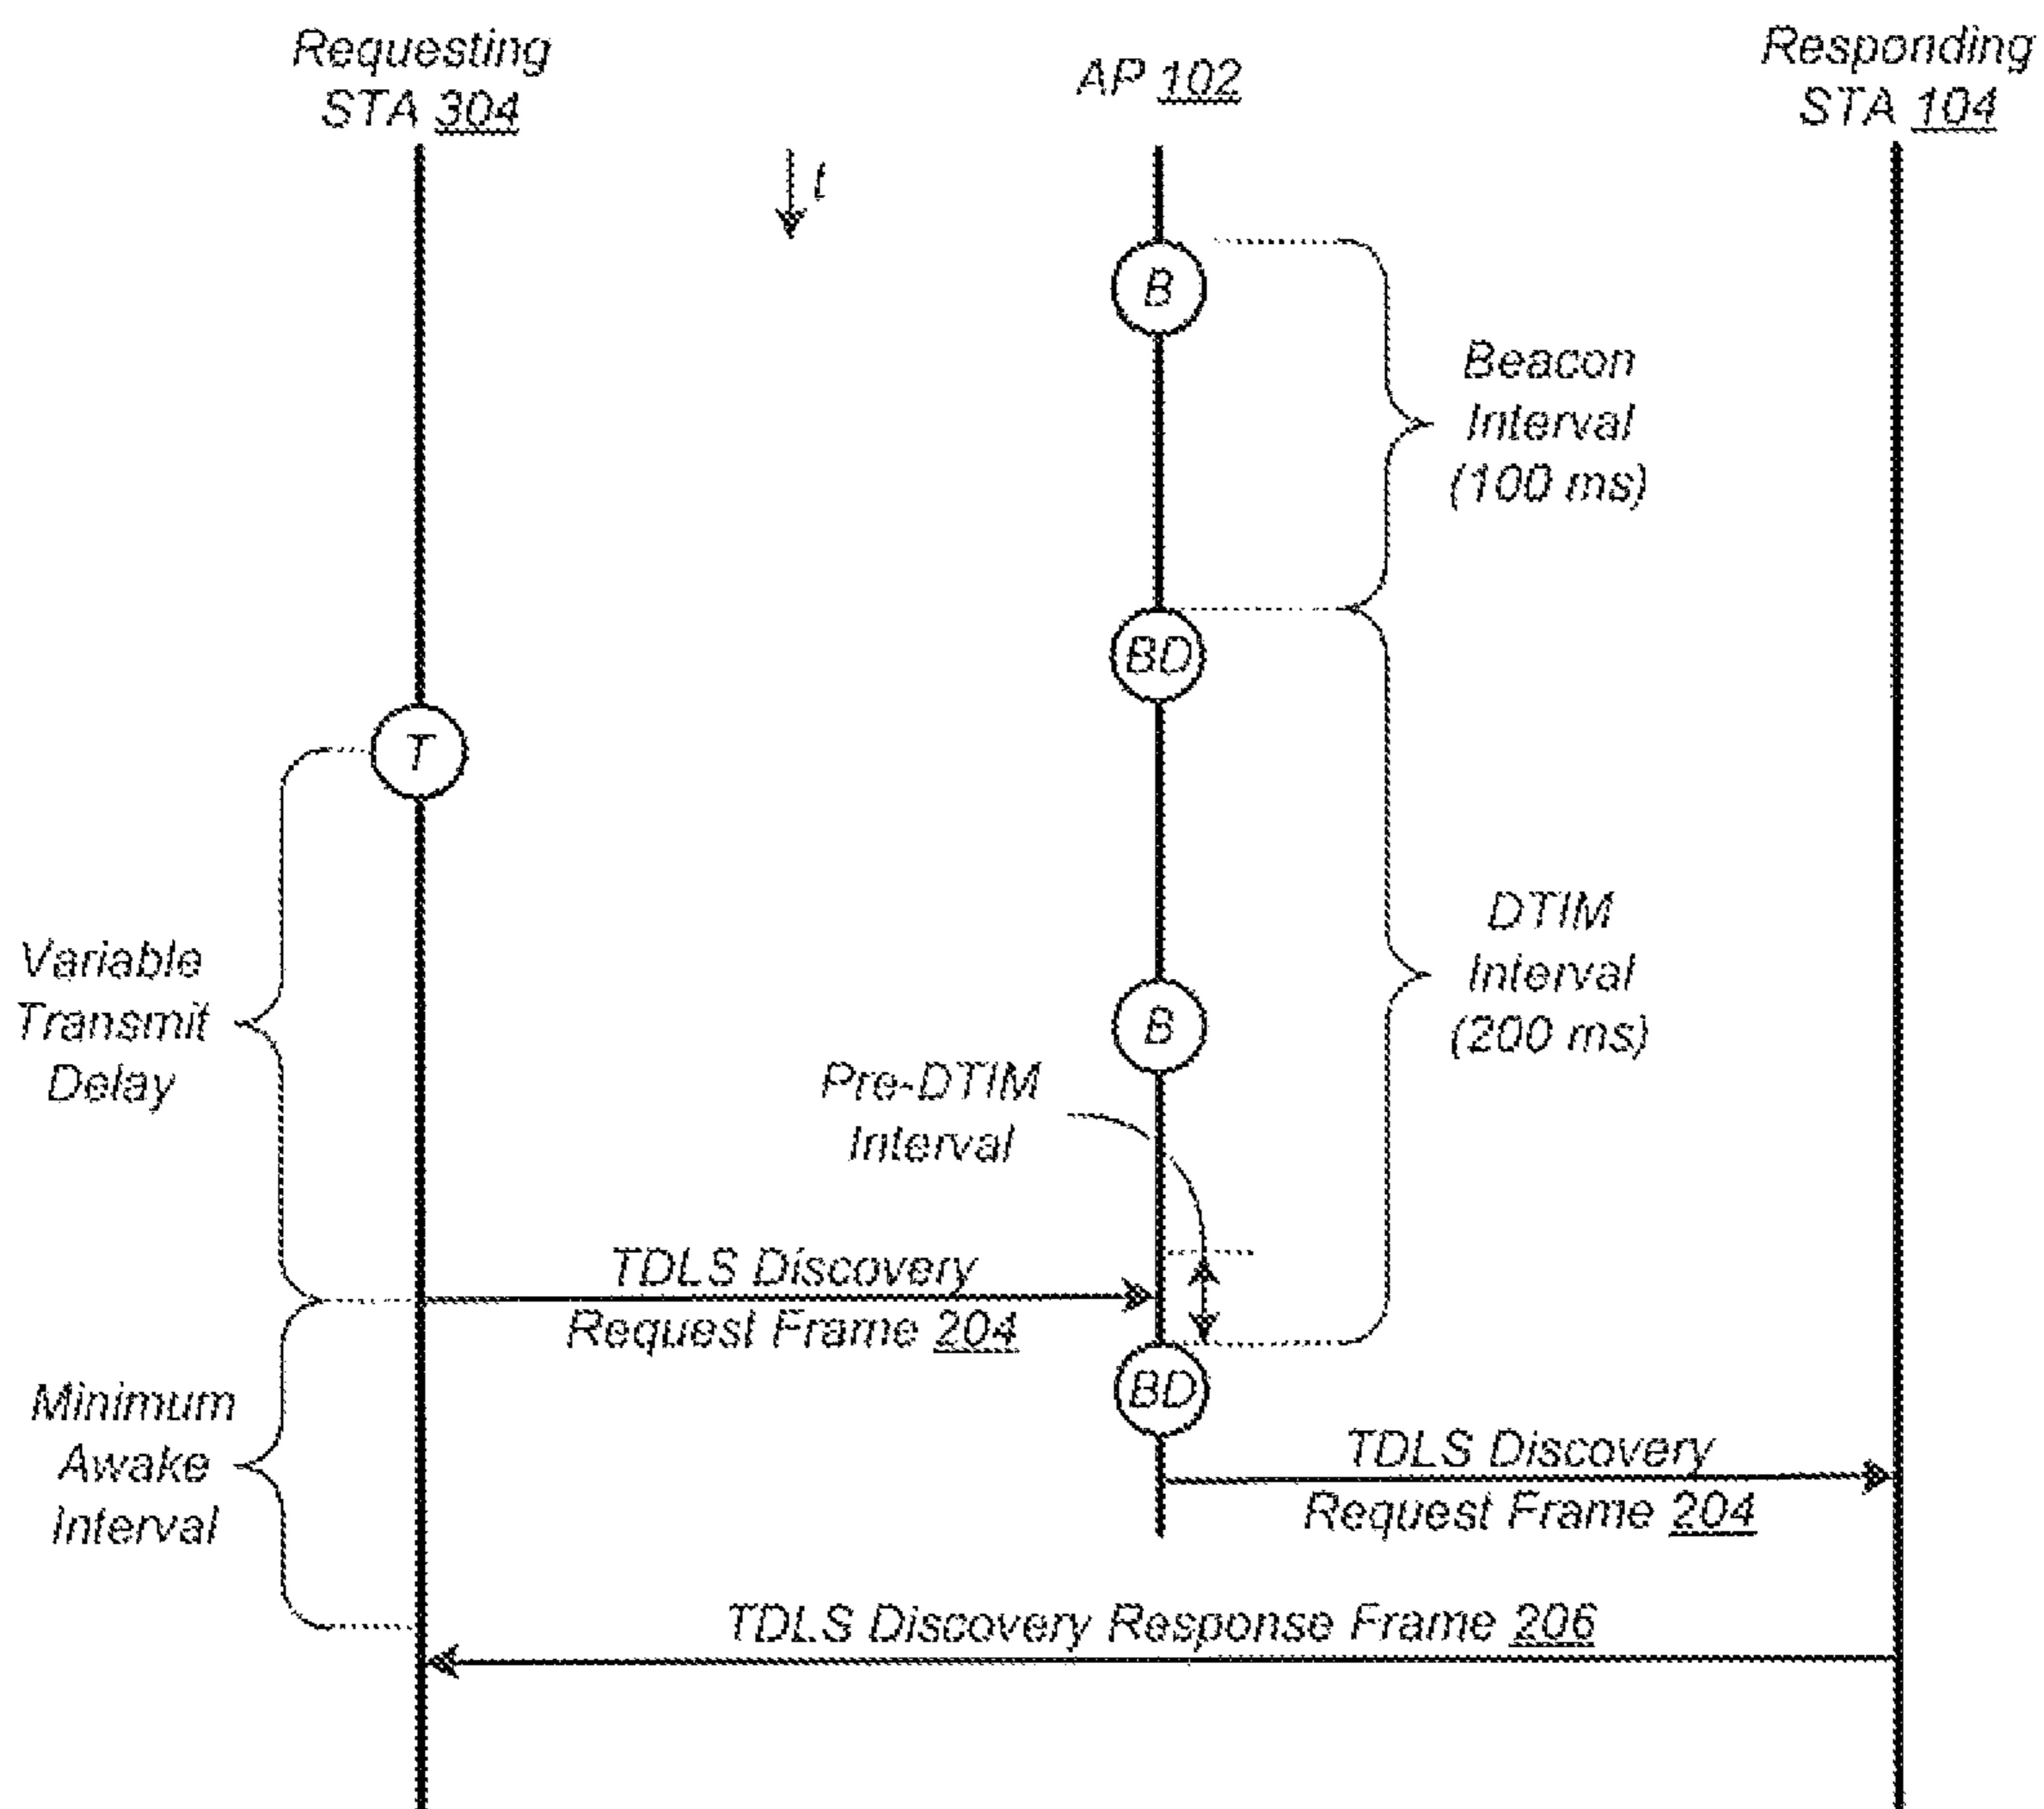 Requesting
STA 304
AP 102
Responding
STA 104
t
B
Beacon
Interval
(100 ms)
BD
T
Variable
Transmit
Delay
DTIM
Interval
(200 ms)
B
Pre-DTIM
Interval
TDLS Discovery
Request Frame 204
BD
Minimum
Awake
Interval
TDLS Discovery
Request Frame 204
TDLS Discovery Response Frame 206